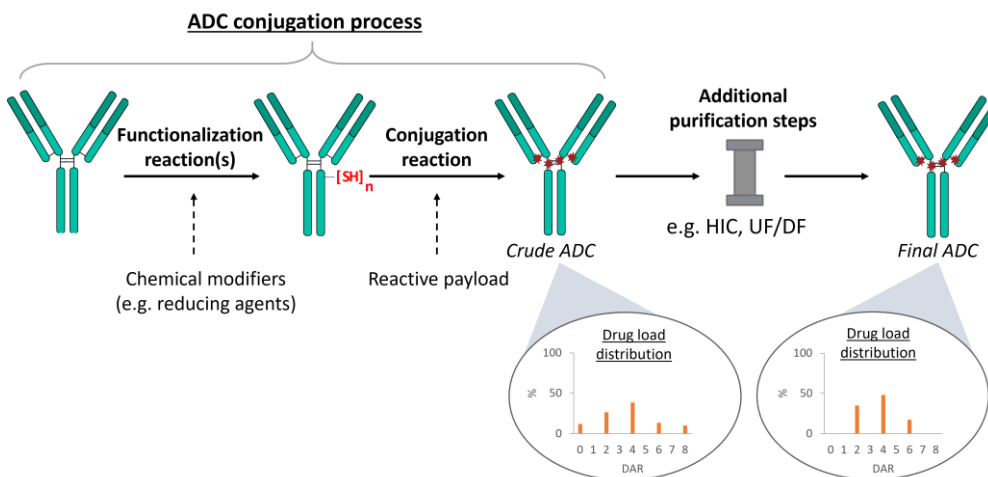 ADC conjugation process
Functionalization
reaction(s)
Conjugation
reaction
Additional
purification steps
[SH]n
e.g. HIC, UF/DF
Crude ADC
Final ADC
Chemical modifiers
(e.g. reducing agents)
Reactive payload
Drug load
distribution
100
50
0
%
0 1 2 3 4 5 6 7 8
DAR
Drug load
distribution
100
50
0
%
0 1 2 3 4 5 6 7 8
DAR